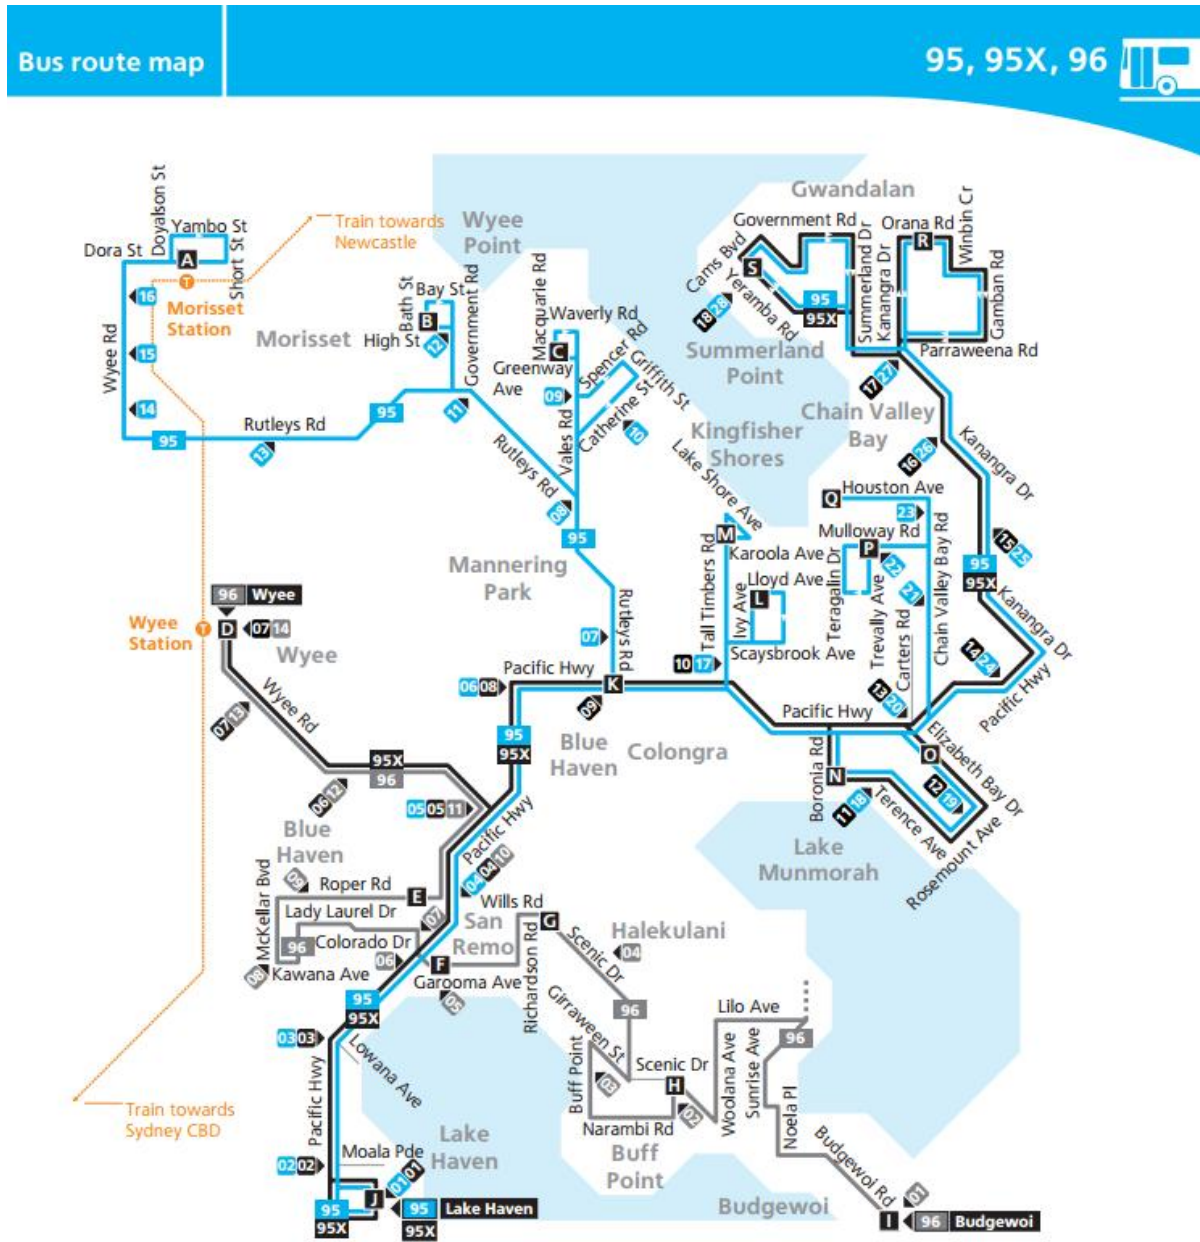 Bus route map
95, 95X, 96
Gwandalan
Wyee
Point
Train towards
Newcastle
Doyalson St
Yambo St
Dora St
A
Short St
T
Morisset
Station
16
15
14
Wyee Rd
Morisset
Bath St
Bay St
B
High St
12
Government Rd
11
95
Rutleys Rd
95
13
Macquarie Rd
Waverly Rd
C
Greenway
Ave
Spencer Rd
Griffith St
09
Vales Rd
Catherine St
10
Rutleys Rd
08
95
Government Rd
Orana Rd
R
Winbin Cr
Cams Bvd
S
Yeramba Rd
95
95X
Summerland Dr
Kanangra Dr
Camban Rd
18 28
Parraweena Rd
Summerland
Point
17 27
Chain Valley
Bay
Kingfisher
Shores
16 26
Kanangra Dr
Lake Shore Ave
Houston Ave
Q
23
Mulloway Rd
M
Karoola Ave
P
22
Lloyd Ave
L
Ivy Ave
Tall Timbers Rd
Teragalin Dr
Trevally Ave
21
Carters Rd
Chain Valley Bay Rd
15 25
95
95X
Kanangra Dr
Scaysbrook Ave
14 24
Pacific Hwy
Mannering
Park
Rutleys Rd
07
96 Wyee
Wyee
Station
T
D
07 14
Wyee
Wyee Rd
07 13
Pacific Hwy
06 08
K
09
10 17
13 20
Pacific Hwy
95
95X
Blue
Haven
Colongra
Boronia Rd
N
O
Elizabeth Bay Dr
12 19
11 18
Terence Ave
Rosemount Ave
95X
96
06 12
05 05 11
Pacific Hwy
04 04 10
Blue
Haven
09
Roper Rd
E
McKellar Bvd
Lady Laurel Dr
07
96
Colorado Dr
06
08
Kawana Ave
San
Remo
Wills Rd
G
F
Garooma Ave
05
Richardson Rd
Scenic Dr
Halekulani
04
Lake
Munmorah
95
95X
96
Girraween St
Lilo Ave
96
03 03
Lowana Ave
Pacific Hwy
Buff Point
03
Scenic Dr
H
02
Narambi Rd
Woolana Ave
Sunrise Ave
Noela Pl
Train towards
Sydney CBD
Moala Pde
02 02
Lake
Haven
01 01
J
95
95X
95 Lake Haven
95X
Buff
Point
Budgewoi
Budgewoi Rd
01
I
96 Budgewoi